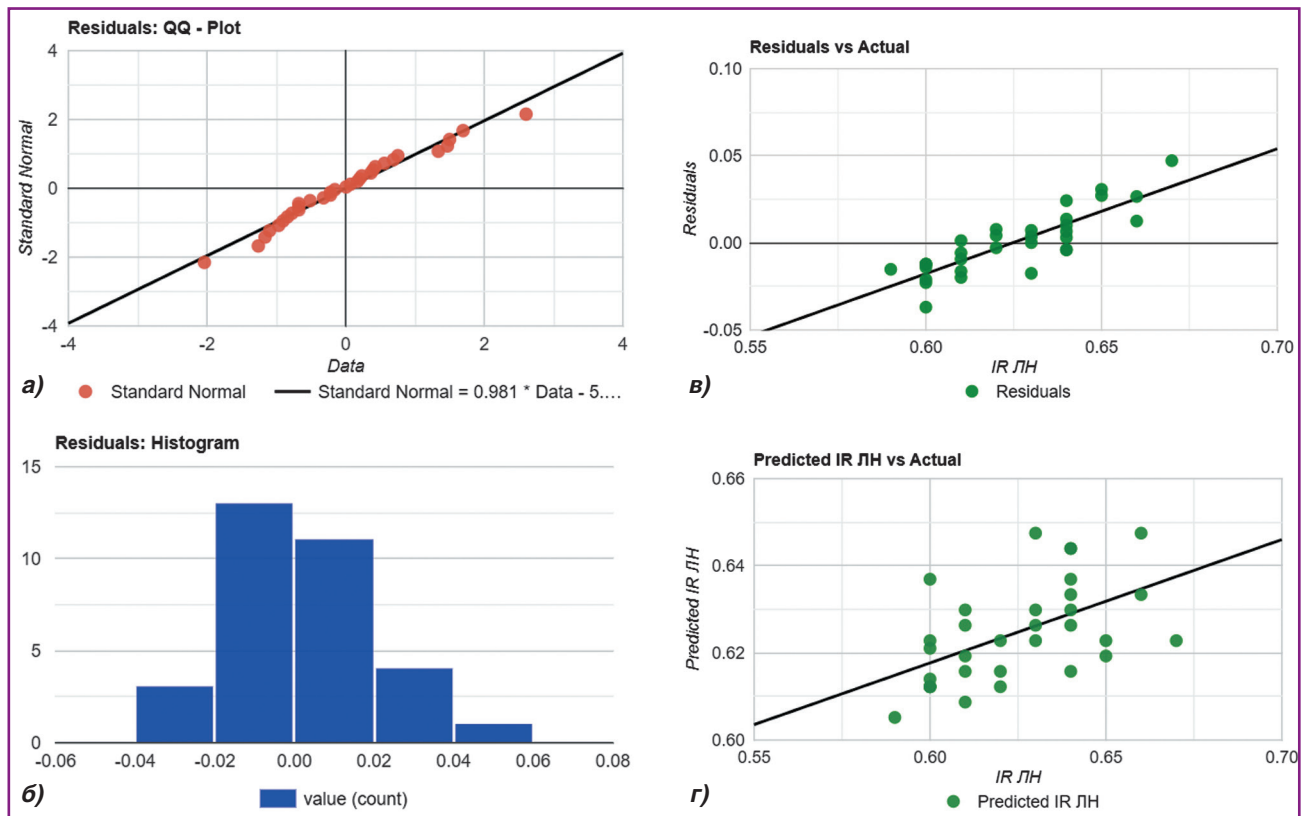 Residuals: QQ - Plot
4
2
0
-2
-4
Standard Normal
-4
-2
0
2
4
Data
а)
Standard Normal
Standard Normal = 0.981 * Data - 5....
Residuals vs Actual
0.10
0.05
0.00
-0.05
Residuals
0.55
0.60
0.65
0.70
IR ЛН
в)
Residuals
Residuals: Histogram
15
10
5
0
-0.06
-0.04
-0.02
0.00
0.02
0.04
0.06
0.08
б)
value (count)
Predicted IR ЛН vs Actual
0.66
0.64
0.62
0.60
Predicted IR ЛН
0.55
0.60
0.65
0.70
IR ЛН
г)
Predicted IR ЛН